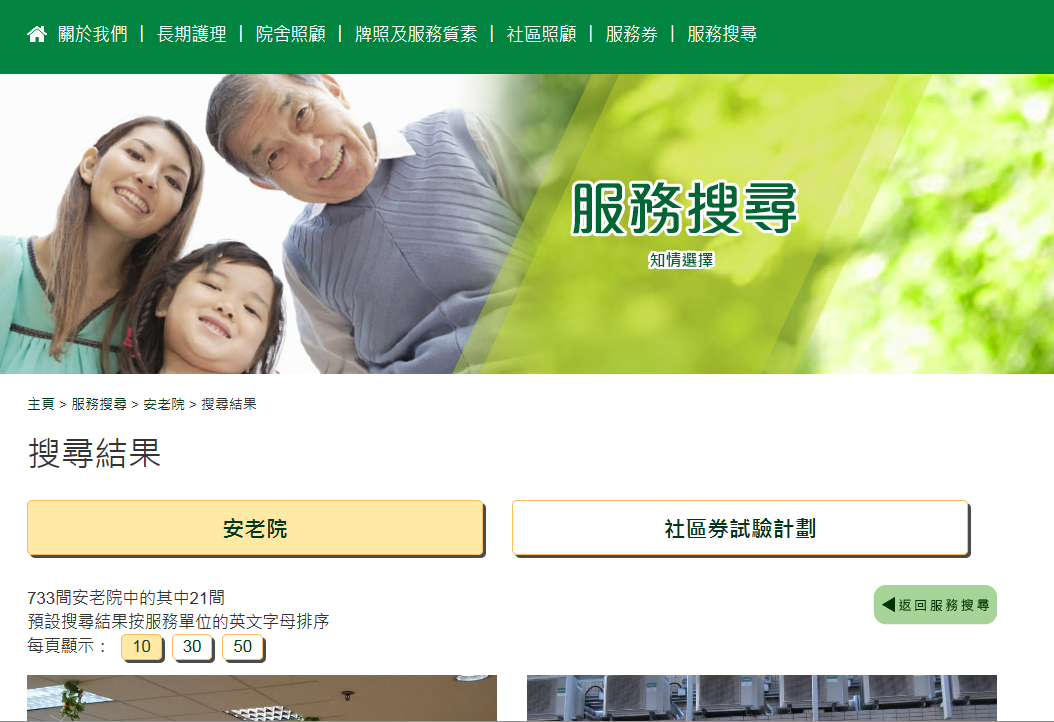 關於我們 | 長期護理 | 院舍照顧 | 牌照及服務質素 | 社區照顧 | 服務券 | 服務搜尋
服務搜尋
知情選擇
主頁 > 服務搜尋 > 安老院 > 搜尋結果
搜尋結果
安老院
社區券試驗計劃
733間安老院中的其中21間
預設搜尋結果按服務單位的英文字母排序
每頁顯示： 10 30 50
◀返回服務搜尋